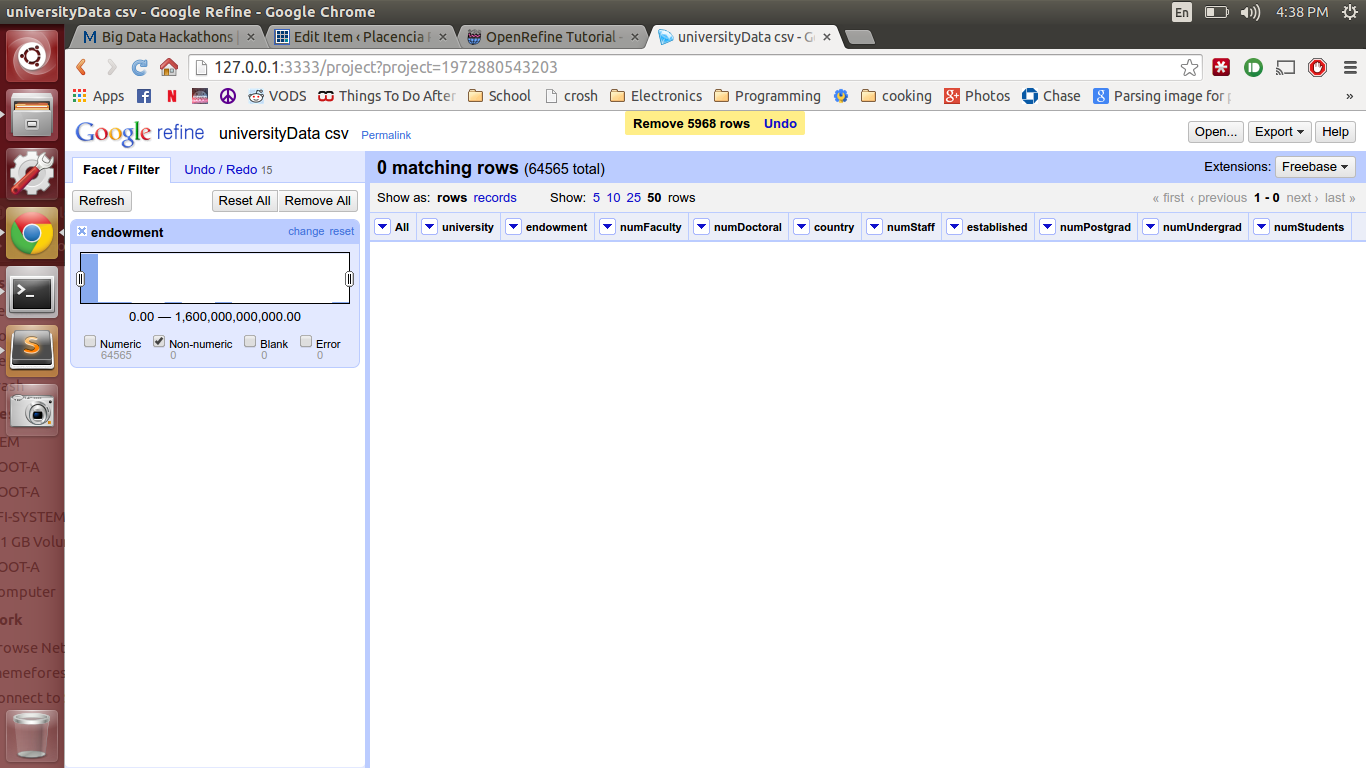 universityData csv - Google Refine - Google Chrome
En
4:38 PM
Big Data Hackathons
Edit Item ‹ Placencia
OpenRefine Tutorial -
universityData csv - G
127.0.0.1:3333/project?project=1972880543203
Apps
VODS
Things To Do After
School
crosh
Electronics
Programming
cooking
Photos
Chase
Parsing image for
»
Google refine
universityData csv
Permalink
Remove 5968 rows Undo
Open...
Export
Help
Facet / Filter
Undo / Redo 15
0 matching rows (64565 total)
Extensions: Freebase
Refresh
Reset All
Remove All
Show as: rows records
Show: 5 10 25 50 rows
« first ‹ previous 1 - 0 next › last »
endowment
change reset
0.00 — 1,600,000,000,000.00
Numeric
64565
Non-numeric
0
Blank
0
Error
0
All
university
endowment
numFaculty
numDoctoral
country
numStaff
established
numPostgrad
numUndergrad
numStudents
ash
EM
OOT-A
OOT-A
FI-SYSTEM
1 GB Volu
OOT-A
omputer
ork
rowse Net
hemefores
onnect to